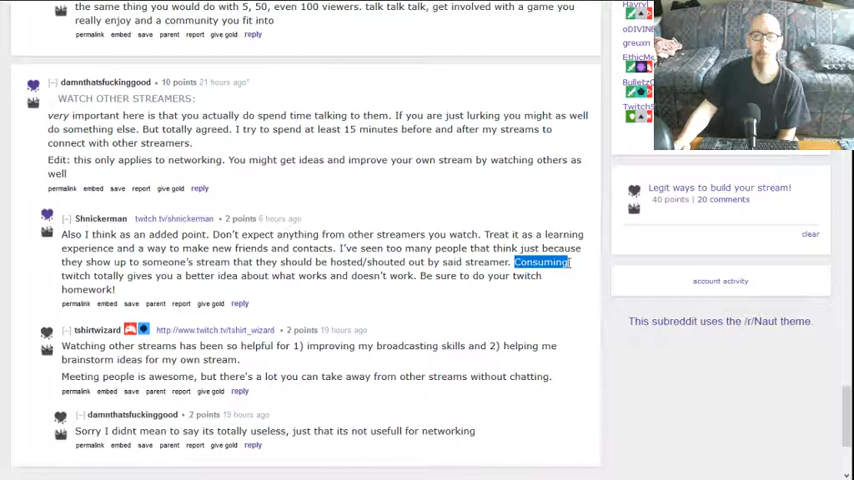 the same thing you would do with 5, 50, even 100 viewers. talk talk talk, get involved with a game you
really enjoy and a community you fit into
permalink embed save parent report give gold reply
[–] damnthatsfuckinggood • 10 points 21 hours ago*
WATCH OTHER STREAMERS:
very important here is that you actually do spend time talking to them. If you are just lurking you might as well
do something else. But totally agreed. I try to spend at least 15 minutes before and after my streams to
connect with other streamers.
Edit: this only applies to networking. You might get ideas and improve your own stream by watching others as
well
permalink embed save report give gold reply
[–] Shnickerman twitch.tv/shnickerman • 2 points 6 hours ago
Also I think as an added point. Don't expect anything from other streamers you watch. Treat it as a learning
experience and a way to make new friends and contacts. I've seen too many people that think just because
they show up to someone's stream that they should be hosted/shouted out by said streamer. Consuming
twitch totally gives you a better idea about what works and doesn't work. Be sure to do your twitch
homework!
permalink embed save parent report give gold reply
[–] tshirtwizard http://www.twitch.tv/tshirt_wizard • 2 points 19 hours ago
Watching other streams has been so helpful for 1) improving my broadcasting skills and 2) helping me
brainstorm ideas for my own stream.
Meeting people is awesome, but there's a lot you can take away from other streams without chatting.
permalink embed save parent report give gold reply
[–] damnthatsfuckinggood • 2 points 19 hours ago
Sorry I didnt mean to say its totally useless, just that its not usefull for networking
permalink embed save parent report give gold reply
Hayryl
oDIVINE
greuxn
EthicMe
BulletzC
TwitchS
Legit ways to build your stream!
40 points | 20 comments
clear
account activity
This subreddit uses the /r/Naut theme.